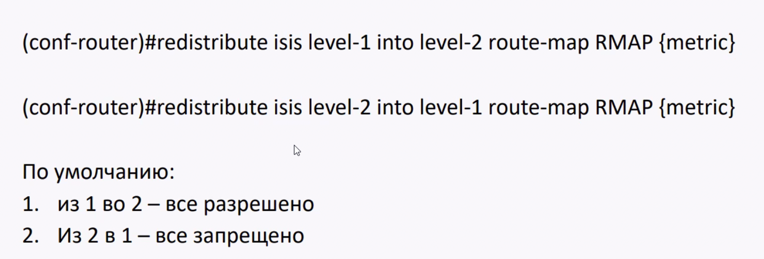 (conf-router)#redistribute isis level-1 into level-2 route-map RMAP {metric}
(conf-router)#redistribute isis level-2 into level-1 route-map RMAP {metric}
По умолчанию:
1. из 1 во 2 – все разрешено
2. Из 2 в 1 – все запрещено